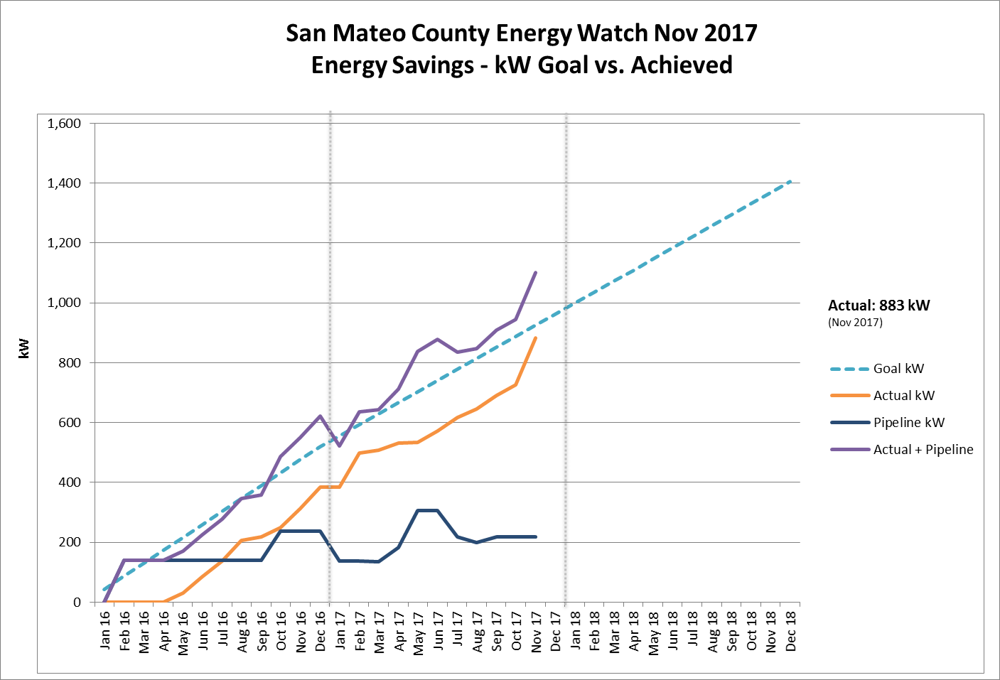 San Mateo County Energy Watch Nov 2017
Energy Savings - kW Goal vs. Achieved
kW
1,600
1,400
1,200
1,000
800
600
400
200
0
Jan 16
Feb 16
Mar 16
Apr 16
May 16
Jun 16
Jul 16
Aug 16
Sep 16
Oct 16
Nov 16
Dec 16
Jan 17
Feb 17
Mar 17
Apr 17
May 17
Jun 17
Jul 17
Aug 17
Sep 17
Oct 17
Nov 17
Dec 17
Jan 18
Feb 18
Mar 18
Apr 18
May 18
Jun 18
Jul 18
Aug 18
Sep 18
Oct 18
Nov 18
Dec 18
Actual: 883 kW
(Nov 2017)
Goal kW
Actual kW
Pipeline kW
Actual + Pipeline